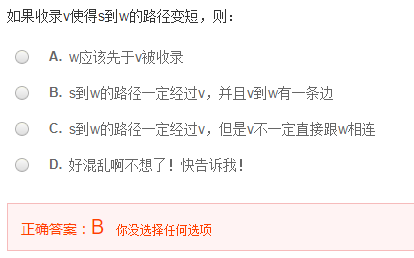 如果收录v使得s到w的路径变短，则：
A. w应该先于v被收录
B. s到w的路径一定经过v，并且v到w有一条边
C. s到w的路径一定经过v，但是v不一定直接跟w相连
D. 好混乱啊不想了！快告诉我！
正确答案：B 你没选择任何选项